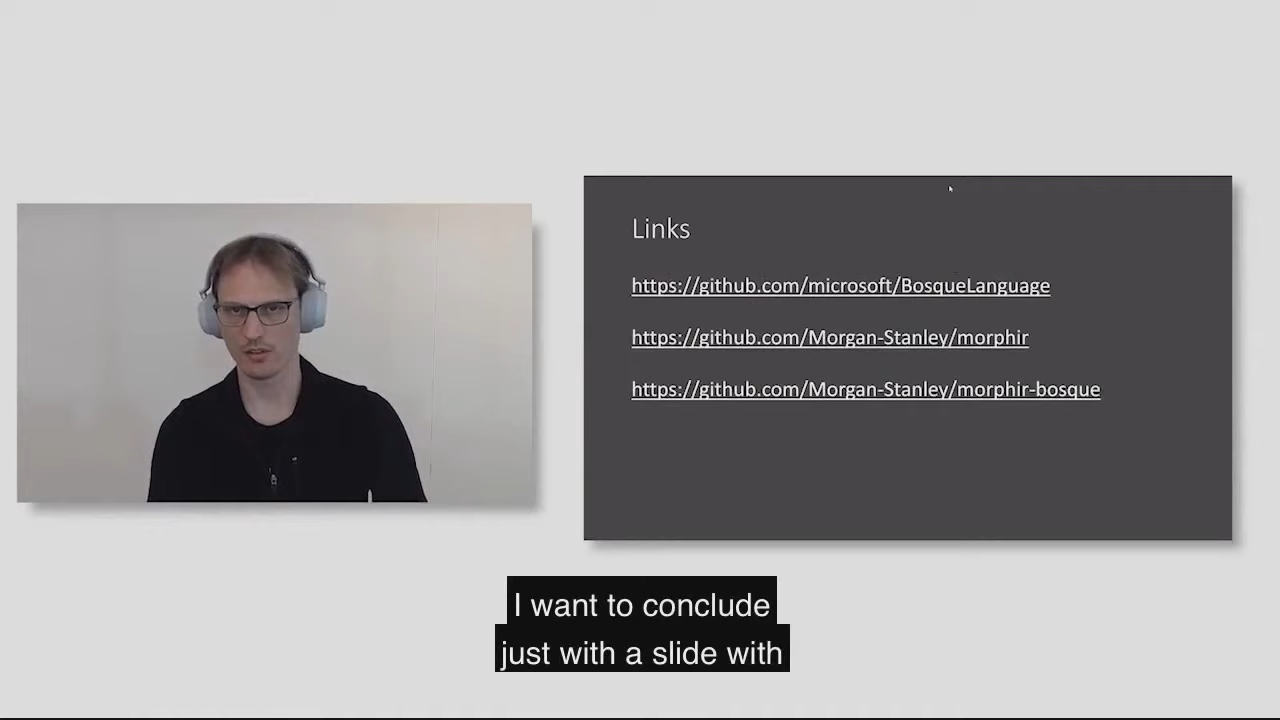 Links
https://github.com/microsoft/BosqueLanguage
https://github.com/Morgan-Stanley/morphir
https://github.com/Morgan-Stanley/morphir-bosque
I want to conclude
just with a slide with